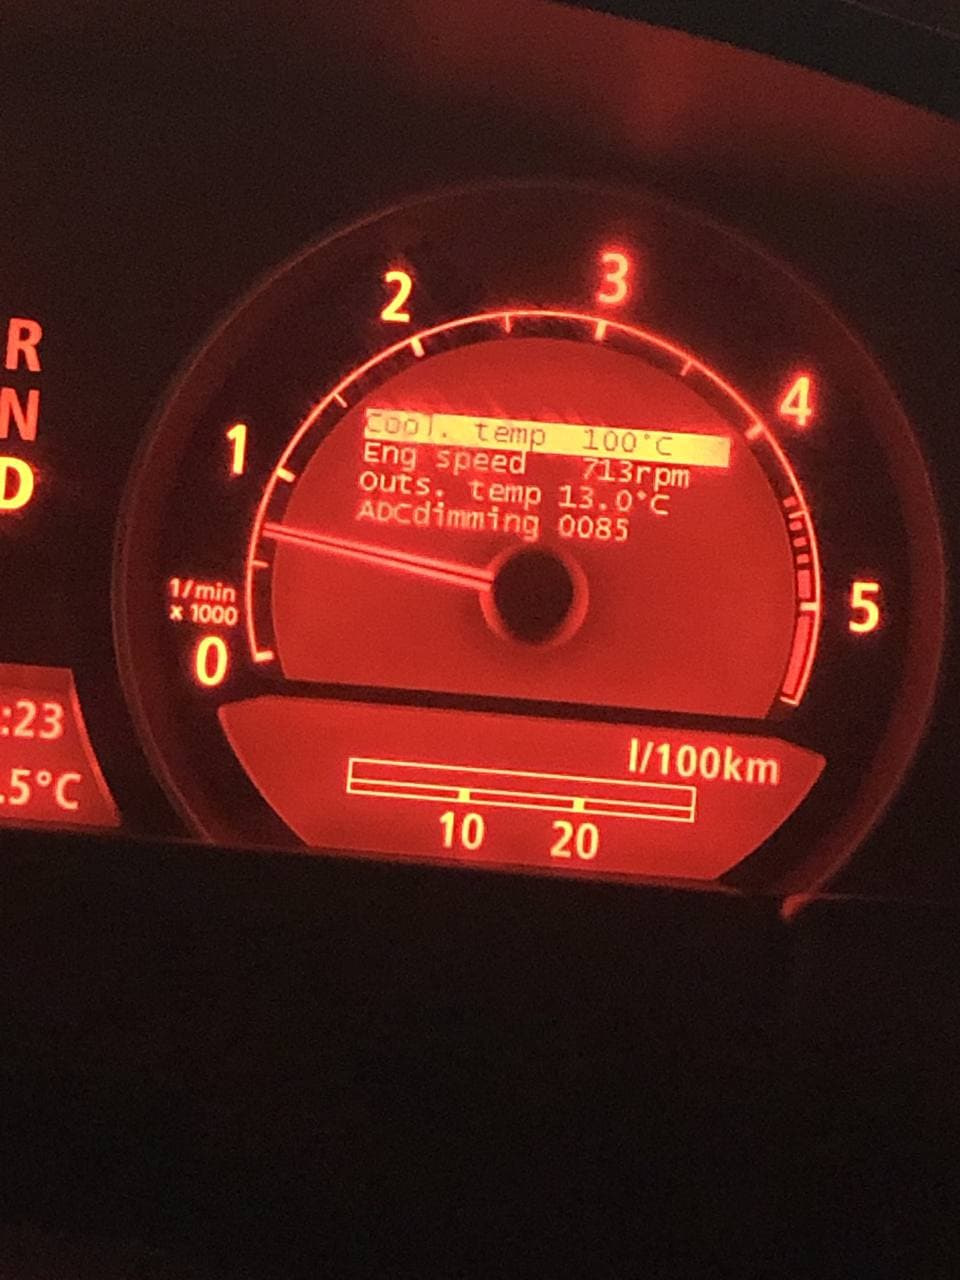 R
N
D
2
3
1
4
Cool. temp 100°C
Eng speed 713rpm
outs. temp 13.0°C
ADCdimming 0085
1/min
x 1000
0
5
:23
.5°C
l/100km
10 20